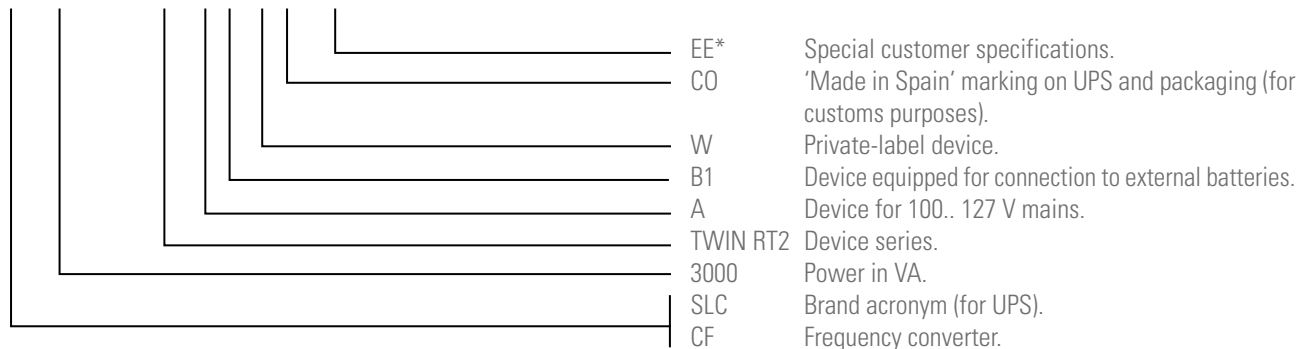 EE* Special customer specifications.
CO ‘Made in Spain’ marking on UPS and packaging (for
customs purposes).
W Private-label device.
B1 Device equipped for connection to external batteries.
A Device for 100.. 127 V mains.
TWIN RT2 Device series.
3000 Power in VA.
SLC Brand acronym (for UPS).
CF Frequency converter.